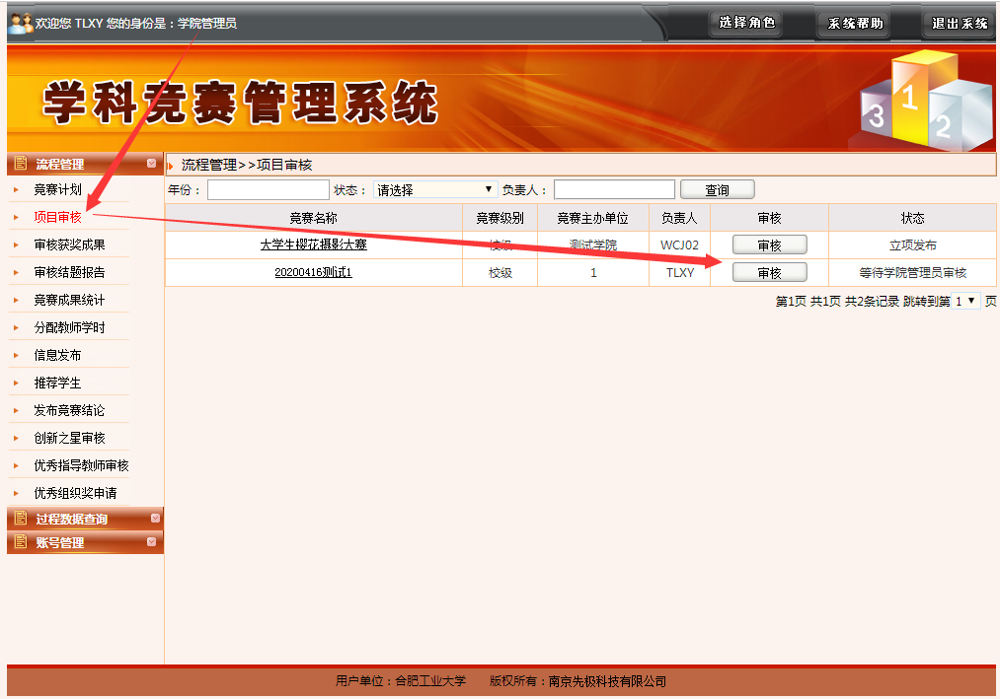 欢迎您 TLXY 您的身份是：学院管理员 选择角色 系统帮助 退出系统
学科竞赛管理系统
3 1 2
流程管理
竞赛计划
项目审核
审核获奖成果
审核结题报告
竞赛成果统计
分配教师学时
信息发布
推荐学生
发布竞赛结论
创新之星审核
优秀指导教师审核
优秀组织奖申请
过程数据查询
账号管理
流程管理>>项目审核
年份： 状态： 请选择 负责人： 查询
竞赛名称 竞赛级别 竞赛主办单位 负责人 审核 状态
大学生樱花摄影大赛 校级 测试学院 WCJ02 审核 立项发布
20200416测试1 校级 1 TLXY 审核 等待学院管理员审核
第1页 共1页 共2条记录 跳转到第 1 页
用户单位：合肥工业大学 版权所有：南京先极科技有限公司